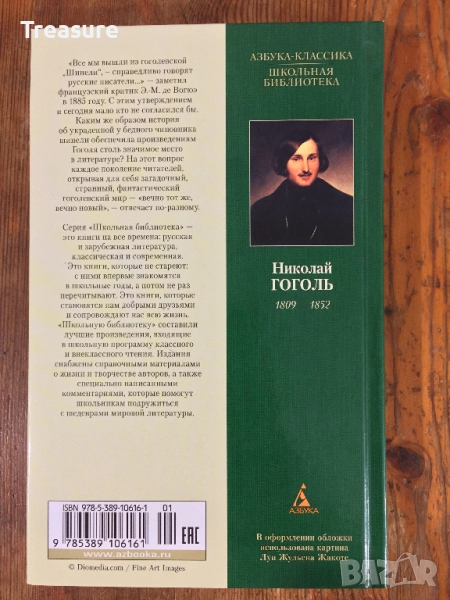 Treasure
«Все мы вышли из гоголевской
„Шинели“, – справедливо говорят
русские писатели...» – заметил
французский критик Э.-М. де Вогюэ
в 1885 году. С этим утверждением
и сегодня мало кто не согласился бы.
Каким же образом история
об украденной у бедного чиновника
шинели обеспечила произведениям
Гоголя столь значимое место
в литературе? На этот вопрос
каждое поколение читателей,
открывая для себя загадочный,
странный, фантастический
гоголевский мир – «вечно тот же,
вечно новый», – отвечает по-разному.
Серия «Школьная библиотека» –
это книги на все времена: русская
и зарубежная литература,
классическая и современная.
Это книги, которые не стареют:
с ними впервые знакомятся
в школьные годы, а потом не раз
перечитывают. Это книги, которые
становятся нам добрыми друзьями
и сопровождают нас всю жизнь.
«Школьную библиотеку» составили
лучшие произведения, входящие
в школьную программу классного
и внеклассного чтения. Издания
снабжены справочными материалами
о жизни и творчестве авторов, а также
специально написанными
комментариями, которые помогут
школьникам подружиться
с шедеврами мировой литературы.
ISBN 978-5-389-10616-1 01
9 785389 106161
EAC
www.azbooka.ru
© Diomedia.com / Fine Art Images
АЗБУКА-КЛАССИКА
ШКОЛЬНАЯ
БИБЛИОТЕКА
Николай
ГОГОЛЬ
1809 1852
АЗБУКА
В оформлении обложки
использована картина
Луи Жюльена Жакоте
BAZAR